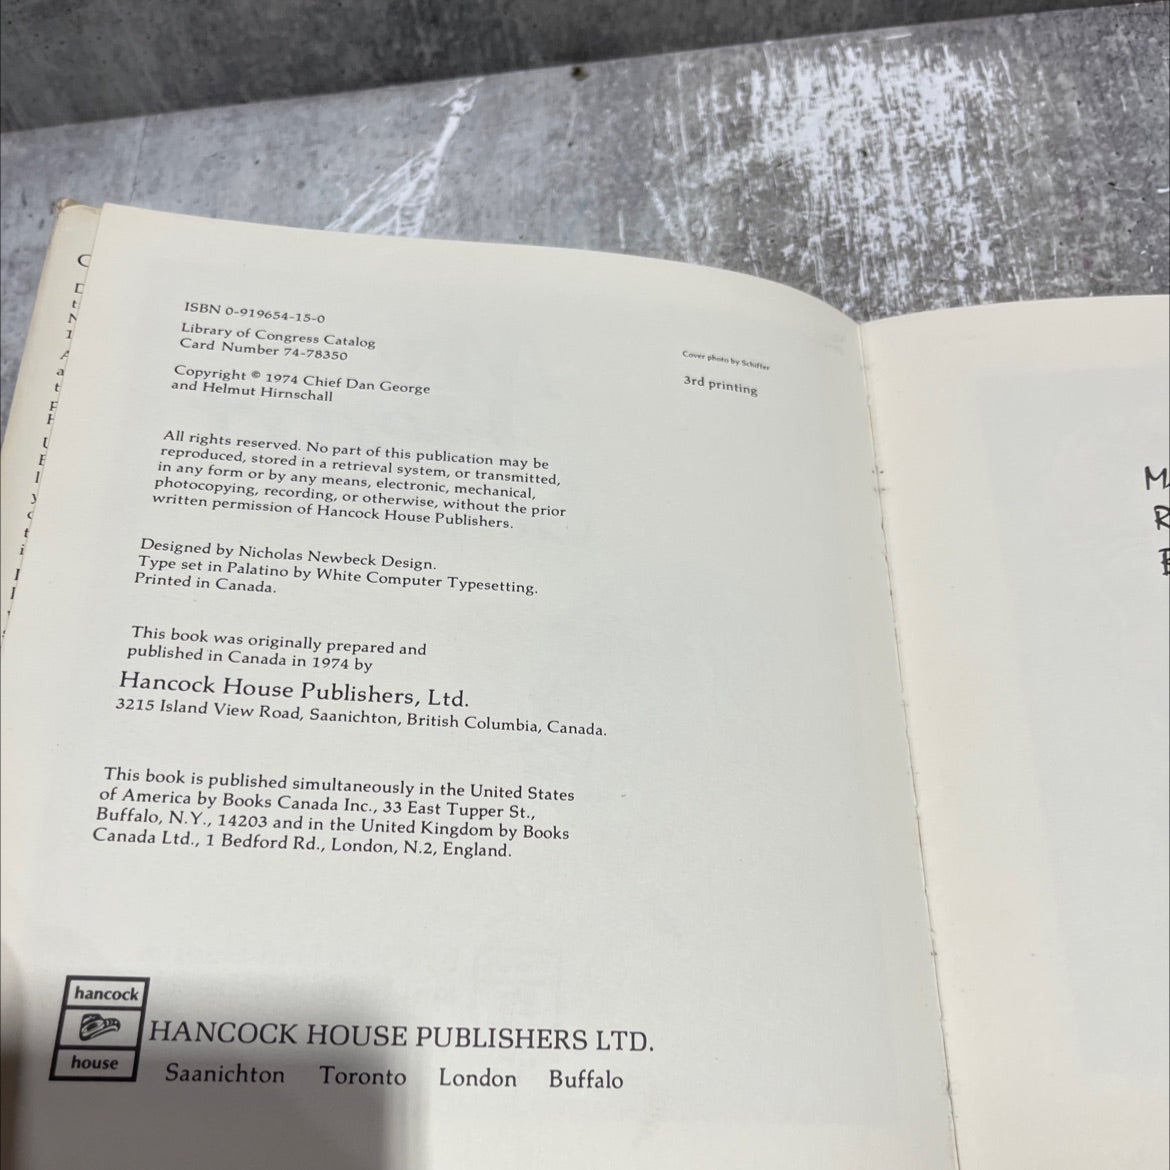 ISBN 0-919654-15-0
Library of Congress Catalog
Card Number 74-78350
Copyright © 1974 Chief Dan George
and Helmut Hirnschall
Cover photo by Schiffer
3rd printing
All rights reserved. No part of this publication may be
reproduced, stored in a retrieval system, or transmitted,
in any form or by any means, electronic, mechanical,
photocopying, recording, or otherwise, without the prior
written permission of Hancock House Publishers.
Designed by Nicholas Newbeck Design.
Type set in Palatino by White Computer Typesetting.
Printed in Canada.
This book was originally prepared and
published in Canada in 1974 by
Hancock House Publishers, Ltd.
3215 Island View Road, Saanichton, British Columbia, Canada.
This book is published simultaneously in the United States
of America by Books Canada Inc., 33 East Tupper St.,
Buffalo, N.Y., 14203 and in the United Kingdom by Books
Canada Ltd., 1 Bedford Rd., London, N.2, England.
hancock
house
HANCOCK HOUSE PUBLISHERS LTD.
Saanichton Toronto London Buffalo